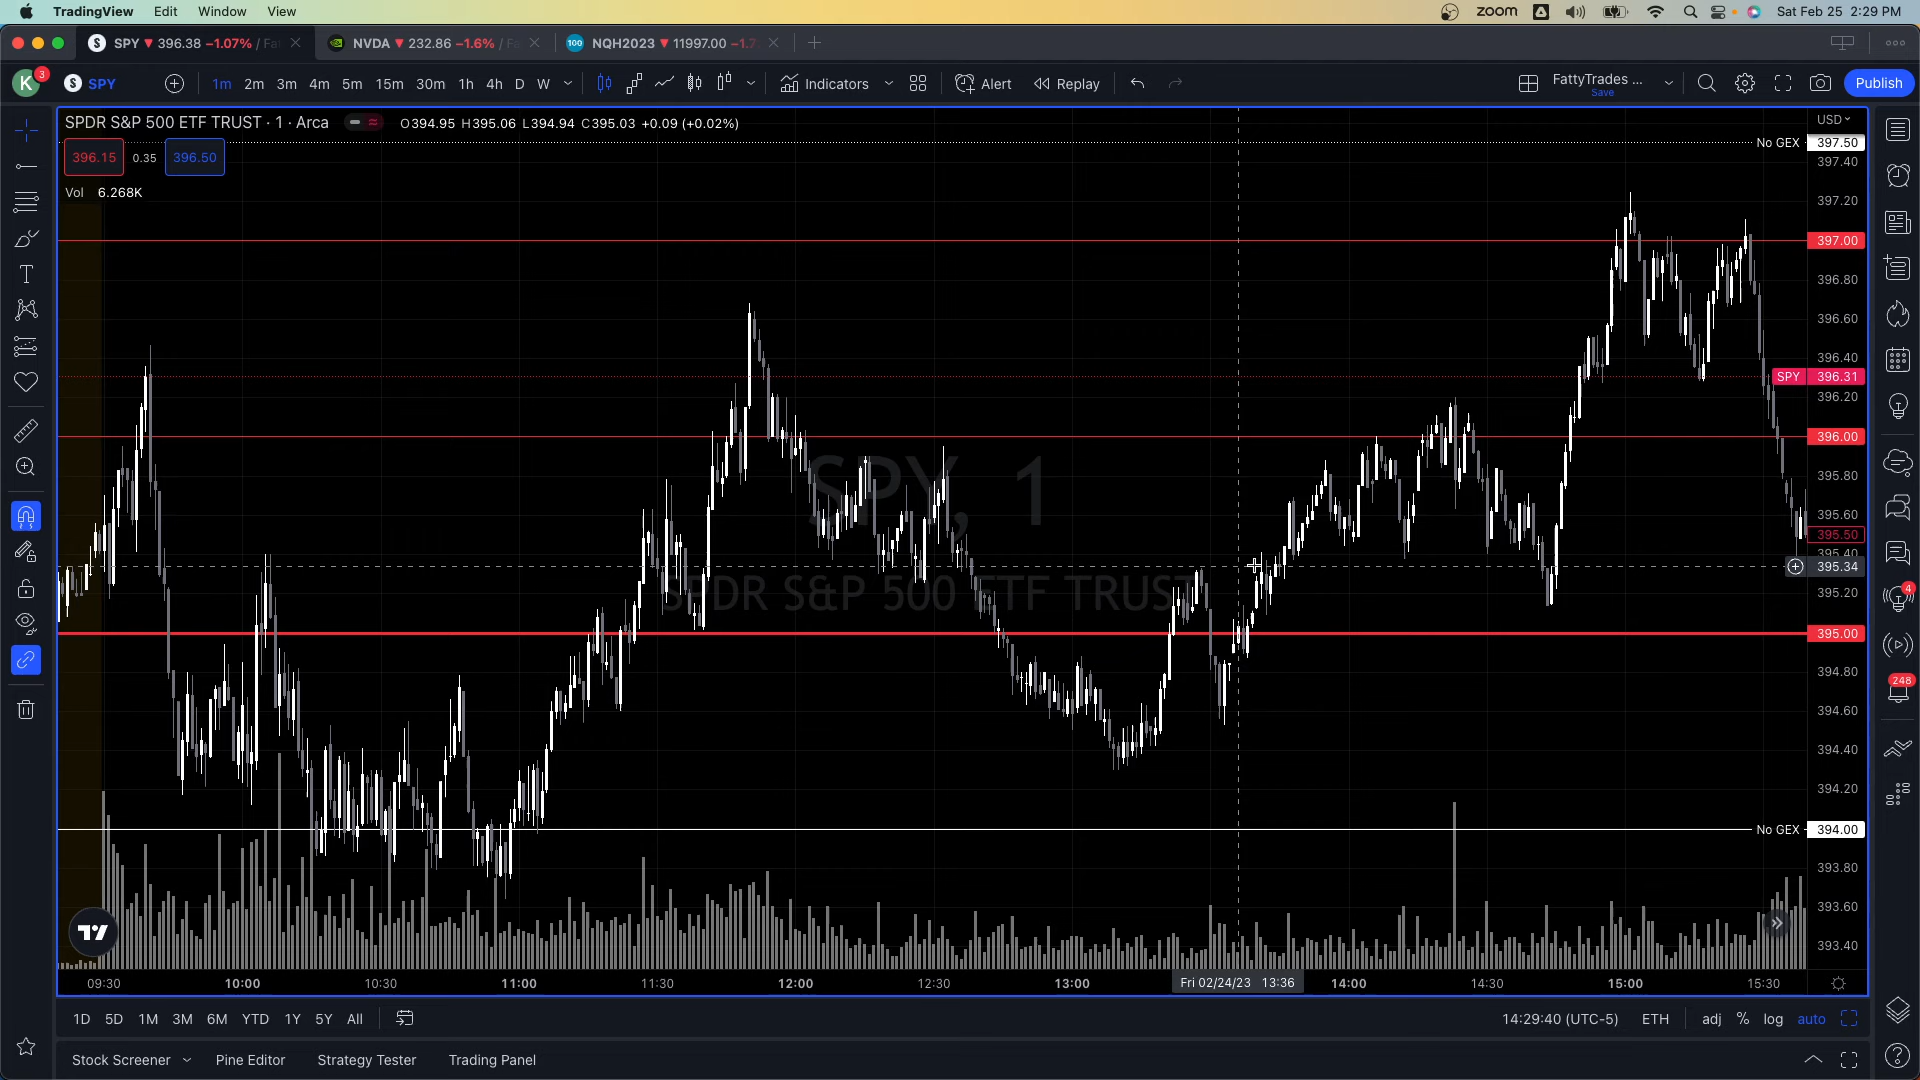 TradingView Edit Window View
zoom A Sat Feb 25 2:29 PM
S SPY 396.38 −1.07% / Fa
NVDA 232.86 −1.6% / F
100 NQH2023 11997.00 −1.7
K 3 S SPY 1m 2m 3m 4m 5m 15m 30m 1h 4h D W Indicators Alert Replay FattyTrades ... Save Publish
SPDR S&P 500 ETF TRUST · 1 · Arca O394.95 H395.06 L394.94 C395.03 +0.09 (+0.02%)
USD
396.15 0.35 396.50
Vol 6.268K
SPY, 1
SPDR S&P 500 ETF TRUST
No GEX 397.50
397.40
397.20
397.00
396.80
396.60
396.40
SPY 396.31
396.20
396.00
395.80
395.60
395.50
395.40
395.34
395.20
395.00
394.80
394.60
394.40
394.20
No GEX 394.00
393.80
393.60
393.40
4
248
09:30 10:00 10:30 11:00 11:30 12:00 12:30 13:00 Fri 02/24/23 13:36 14:00 14:30 15:00 15:30
1D 5D 1M 3M 6M YTD 1Y 5Y All 14:29:40 (UTC-5) ETH adj % log auto
Stock Screener Pine Editor Strategy Tester Trading Panel